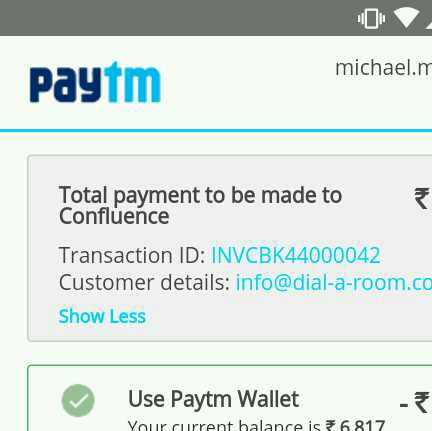 paytm
michael.m
Total payment to be made to
₹
Confluence
Transaction ID: INVCBK44000042
Customer details: info@dial-a-room.co
Show Less
Use Paytm Wallet
- ₹
Your current balance is ₹ 6,817